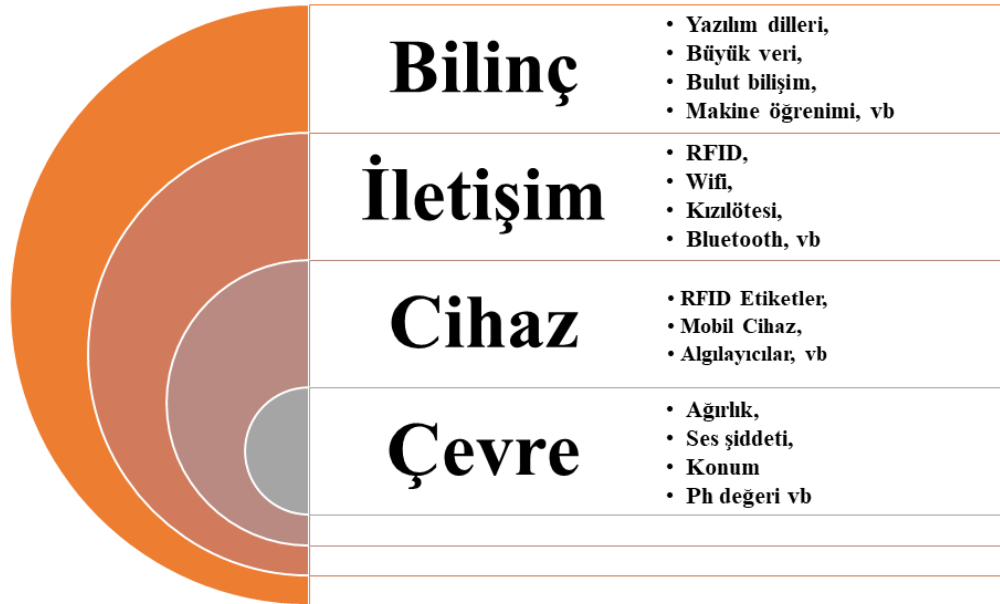 Bilinç
• Yazılım dilleri,
• Büyük veri,
• Bulut bilişim,
• Makine öğrenimi, vb
İletişim
• RFID,
• Wifi,
• Kızılötesi,
• Bluetooth, vb
Cihaz
• RFID Etiketler,
• Mobil Cihaz,
• Algılayıcılar, vb
Çevre
• Ağırlık,
• Ses şiddeti,
• Konum
• Ph değeri vb